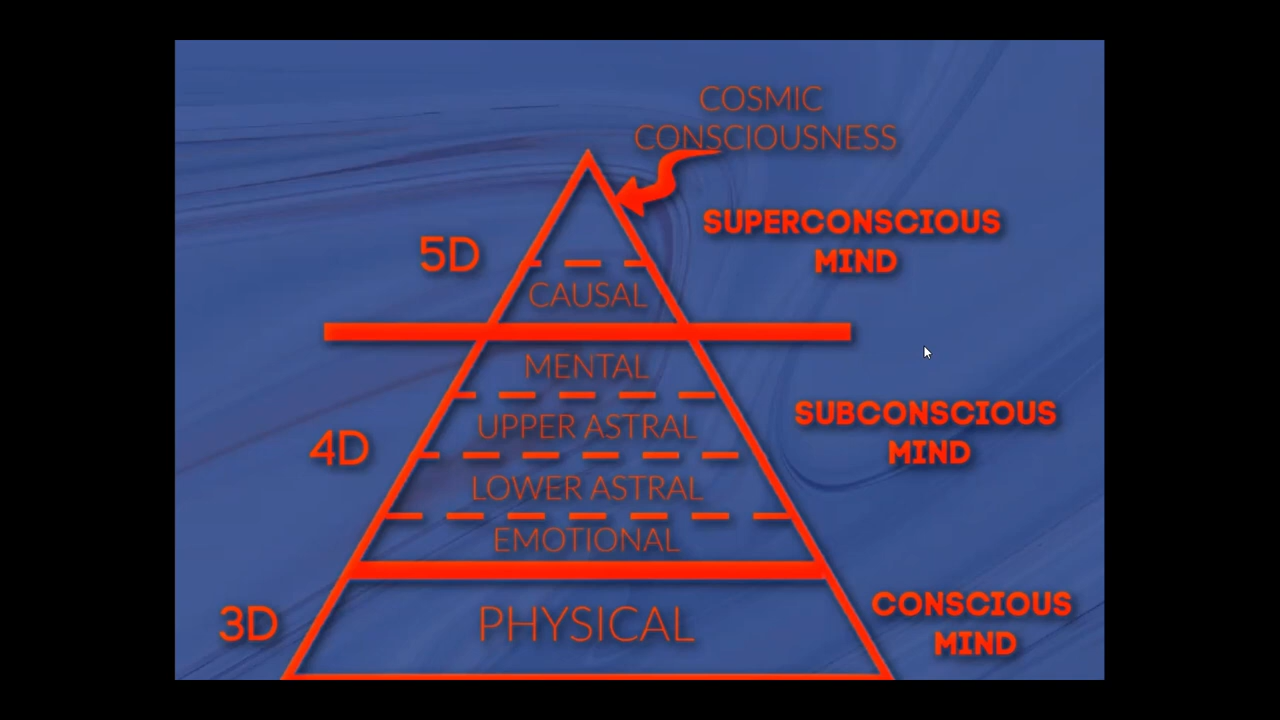 COSMIC
CONSCIOUSNESS
SUPERCONSCIOUS
MIND
5D
CAUSAL
MENTAL
UPPER ASTRAL
SUBCONSCIOUS
MIND
4D
LOWER ASTRAL
EMOTIONAL
CONSCIOUS
MIND
3D
PHYSICAL